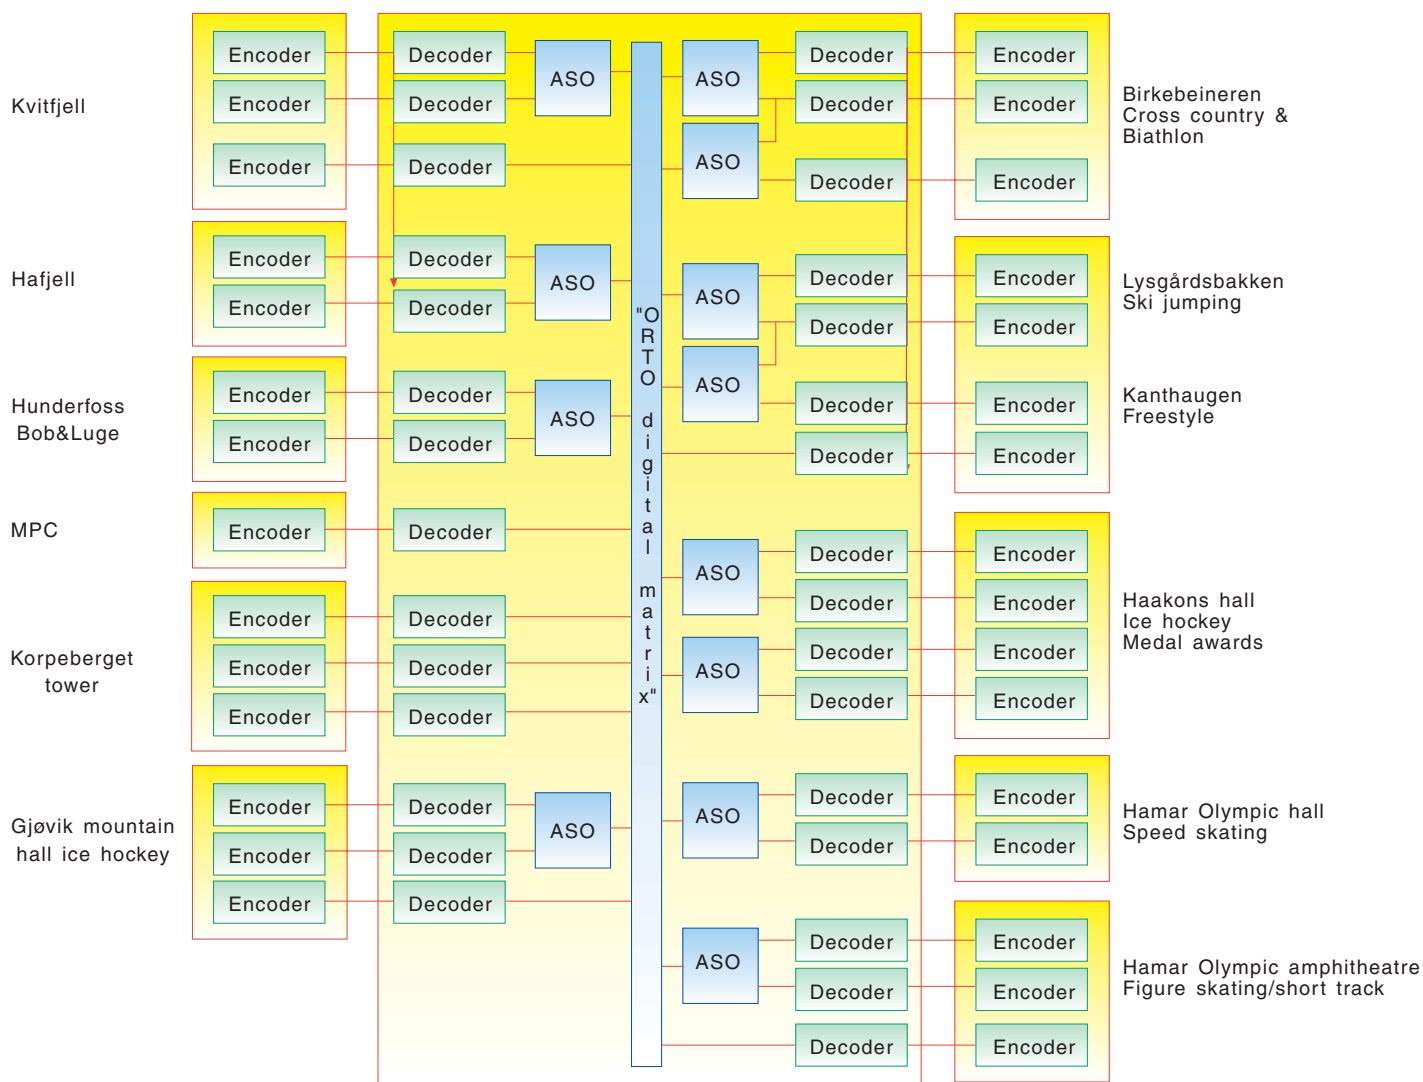 Kvitfjell
Encoder Decoder
Encoder Decoder
ASO
Encoder Decoder
Hafjell
Encoder Decoder
Encoder Decoder
ASO
Hunderfoss
Bob&Luge
Encoder Decoder
Encoder Decoder
ASO
MPC
Encoder Decoder
Korpeberget
tower
Encoder Decoder
Encoder Decoder
Encoder Decoder
Gjøvik mountain
hall ice hockey
Encoder Decoder
Encoder Decoder
ASO
Encoder Decoder
"ORTO digital matrix"
ASO
ASO
Decoder Encoder
Decoder Encoder
Decoder Encoder
Birkebeineren
Cross country &
Biathlon
ASO
ASO
Decoder Encoder
Decoder Encoder
Decoder Encoder
Decoder Encoder
Lysgårdsbakken
Ski jumping
Kanthaugen
Freestyle
ASO
ASO
Decoder Encoder
Decoder Encoder
Decoder Encoder
Decoder Encoder
Haakons hall
Ice hockey
Medal awards
ASO
Decoder Encoder
Decoder Encoder
Hamar Olympic hall
Speed skating
ASO
Decoder Encoder
Decoder Encoder
Decoder Encoder
Hamar Olympic amphitheatre
Figure skating/short track